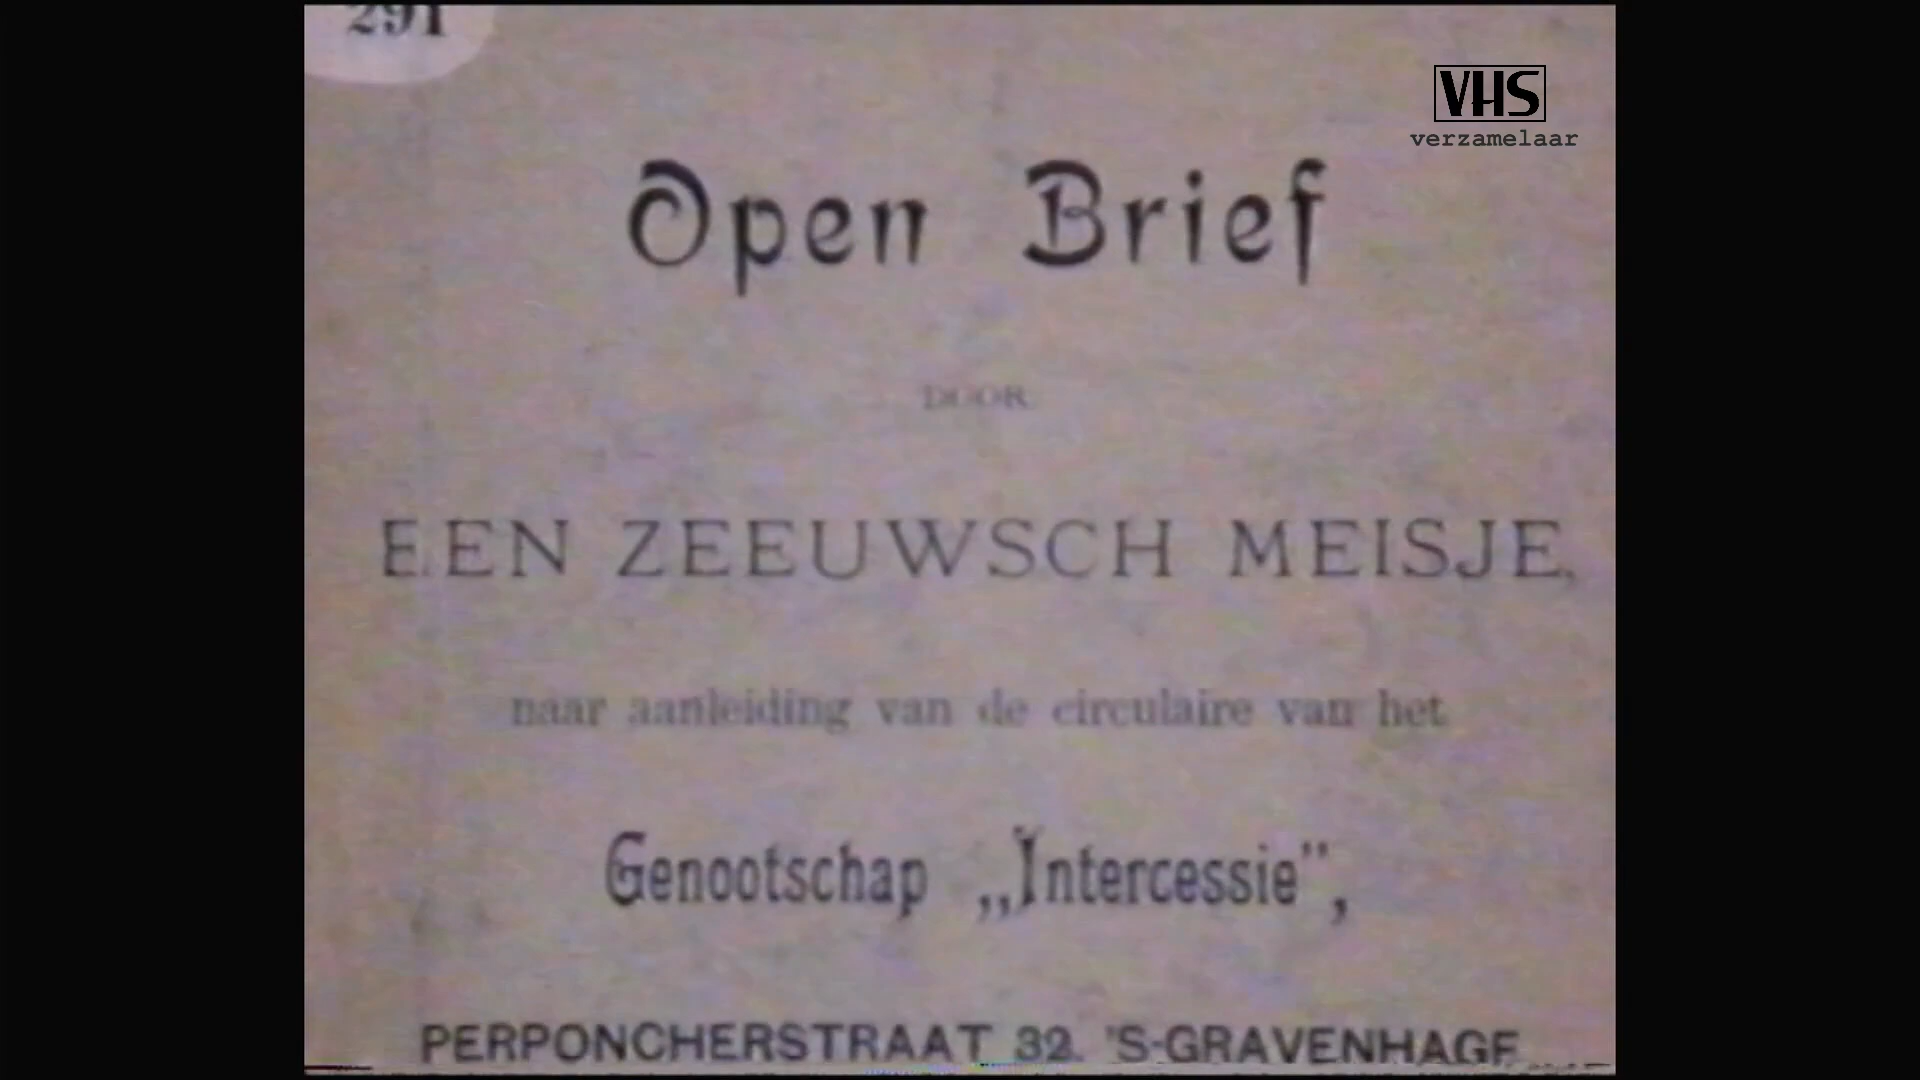 291
VHS
verzamelaar
Open Brief
DOOR
EEN ZEEUWSCH MEISJE,
naar aanleiding van de circulaire van het
Genootschap „Intercessie”,
PERPONCHERSTRAAT 32. 'S-GRAVENHAGE